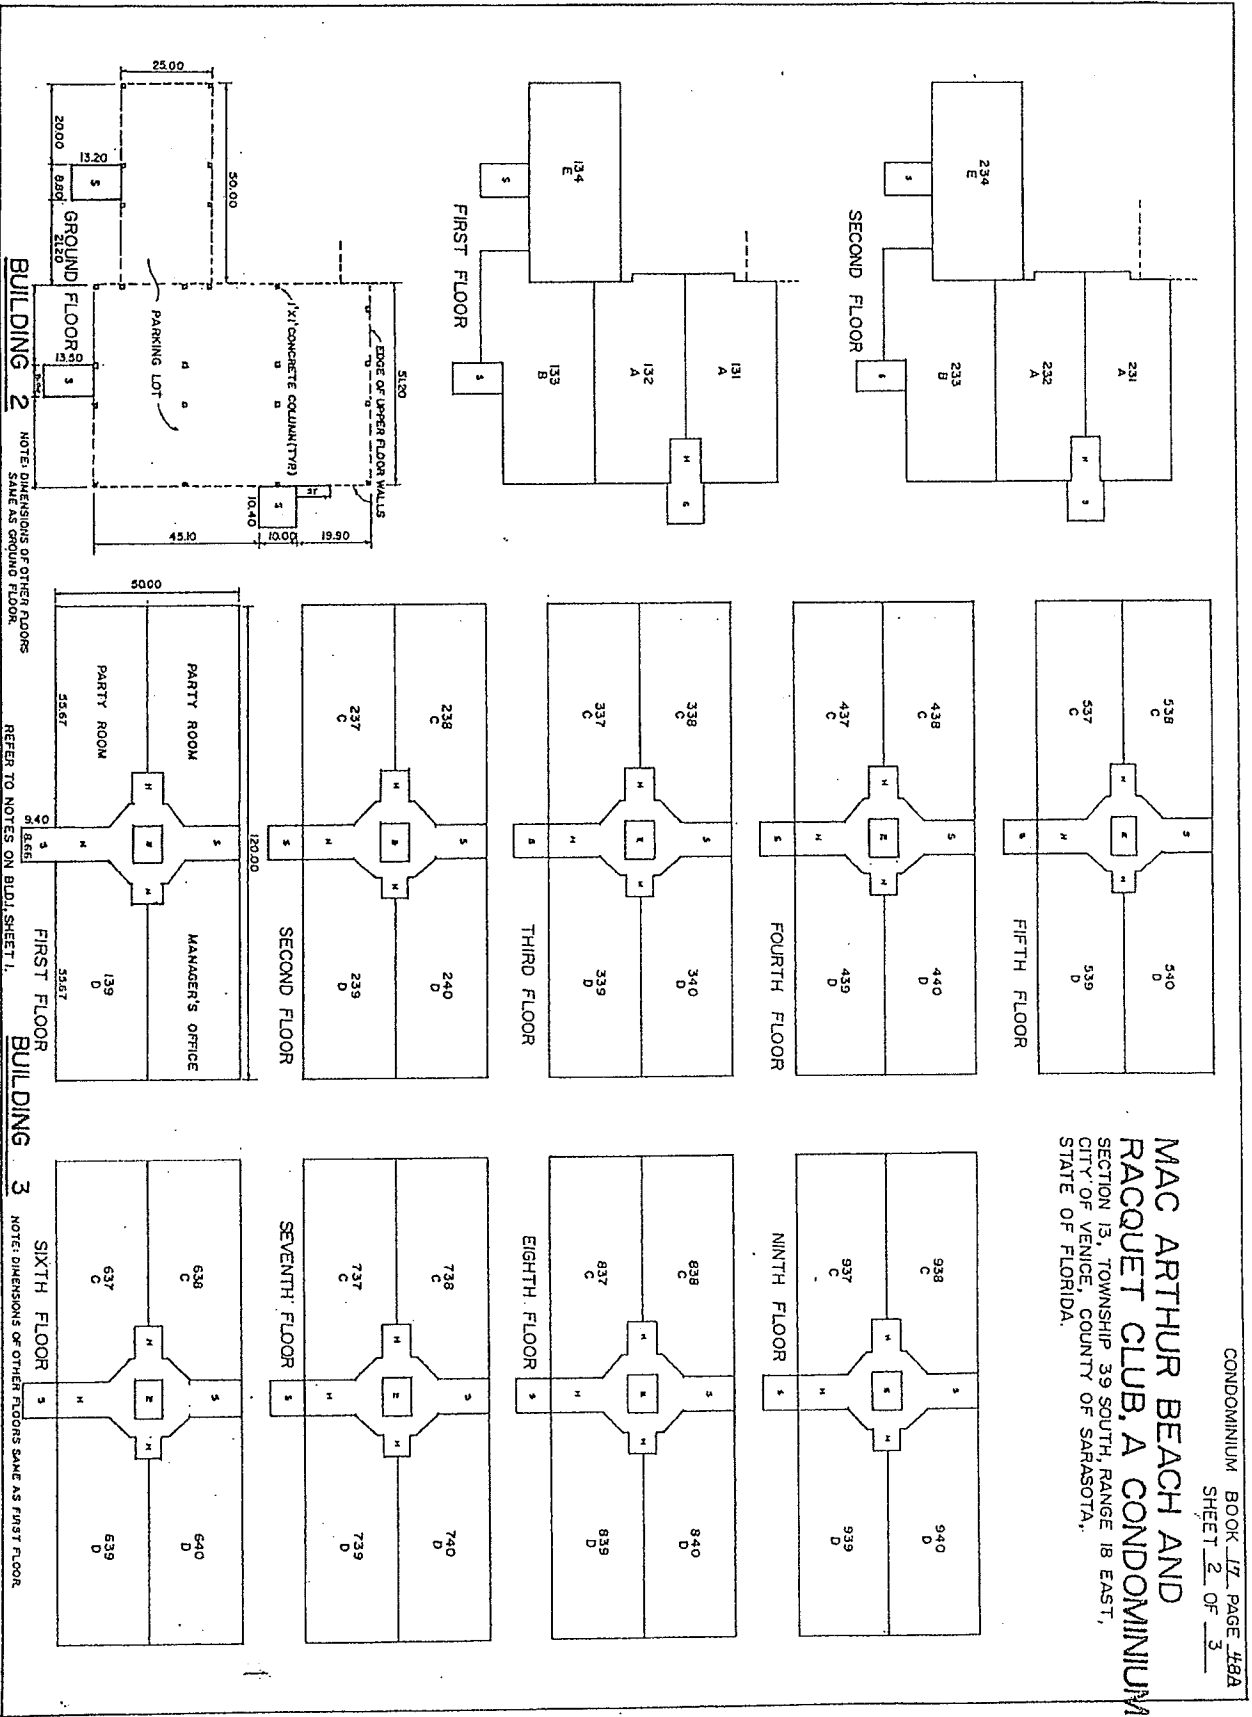 CONDOMINIUM BOOK 17 PAGE 48A
SHEET 2 OF 3
MAC ARTHUR BEACH AND
RACQUET CLUB, A CONDOMINIUM
SECTION 13, TOWNSHIP 39 SOUTH, RANGE 18 EAST,
CITY OF VENICE, COUNTY OF SARASOTA,
STATE OF FLORIDA.
234
E
S
231
A
232
A
233
B
H
S
SECOND FLOOR
134
E
S
131
A
132
A
133
B
H
S
FIRST FLOOR
25.00
50.00
20.00
8.80
21.20
13.20
S
13.50
S
51.20
EDGE OF UPPER FLOOR WALLS
1'X1' CONCRETE COLUMN (TYP.)
PARKING LOT
S
10.40
45.10
10.00
19.90
GROUND FLOOR
BUILDING 2
NOTE: DIMENSIONS OF OTHER FLOORS
SAME AS GROUND FLOOR.
538
C
537
C
540
D
539
D
H
S
FIFTH FLOOR
438
C
437
C
440
D
439
D
H
E
S
FOURTH FLOOR
338
C
337
C
340
D
339
D
H
E
S
THIRD FLOOR
238
C
237
C
240
D
239
D
H
S
SECOND FLOOR
50.00
120.00
PARTY ROOM
PARTY ROOM
MANAGER'S OFFICE
139
D
H
E
S
55.67
9.40
8.66
55.67
FIRST FLOOR
REFER TO NOTES ON BLD.1, SHEET 1.
BUILDING 3
NOTE: DIMENSIONS OF OTHER FLOORS SAME AS FIRST FLOOR.
938
C
937
C
940
D
939
D
H
S
NINTH FLOOR
838
C
837
C
840
D
839
D
H
S
EIGHTH FLOOR
738
C
737
C
740
D
739
D
H
E
S
SEVENTH FLOOR
638
C
637
C
640
D
639
D
H
E
S
SIXTH FLOOR